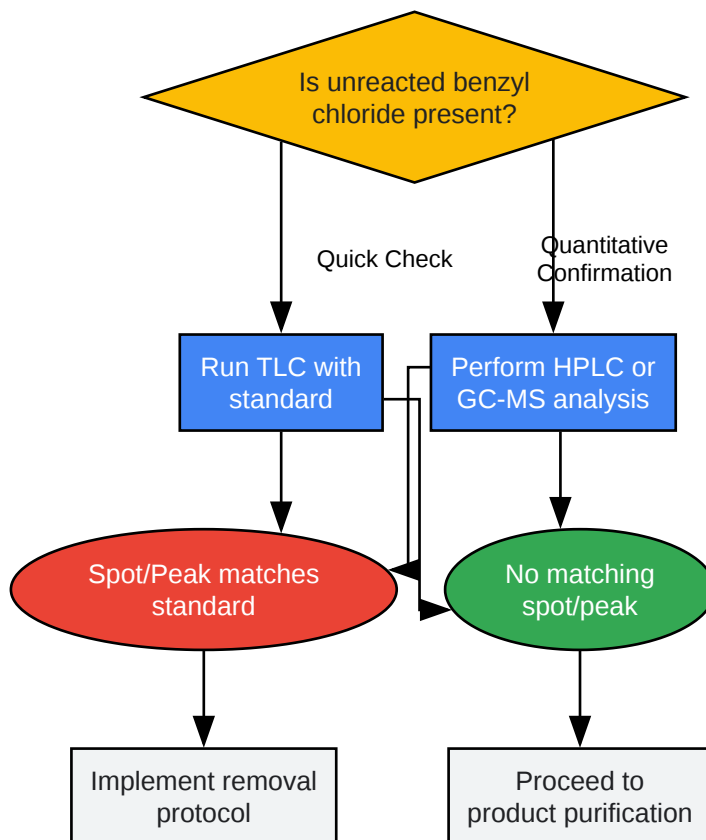 Is unreacted benzyl
chloride present?
Quick Check
Quantitative
Confirmation
Run TLC with
standard
Perform HPLC or
GC-MS analysis
Spot/Peak matches
standard
No matching
spot/peak
Implement removal
protocol
Proceed to
product purification